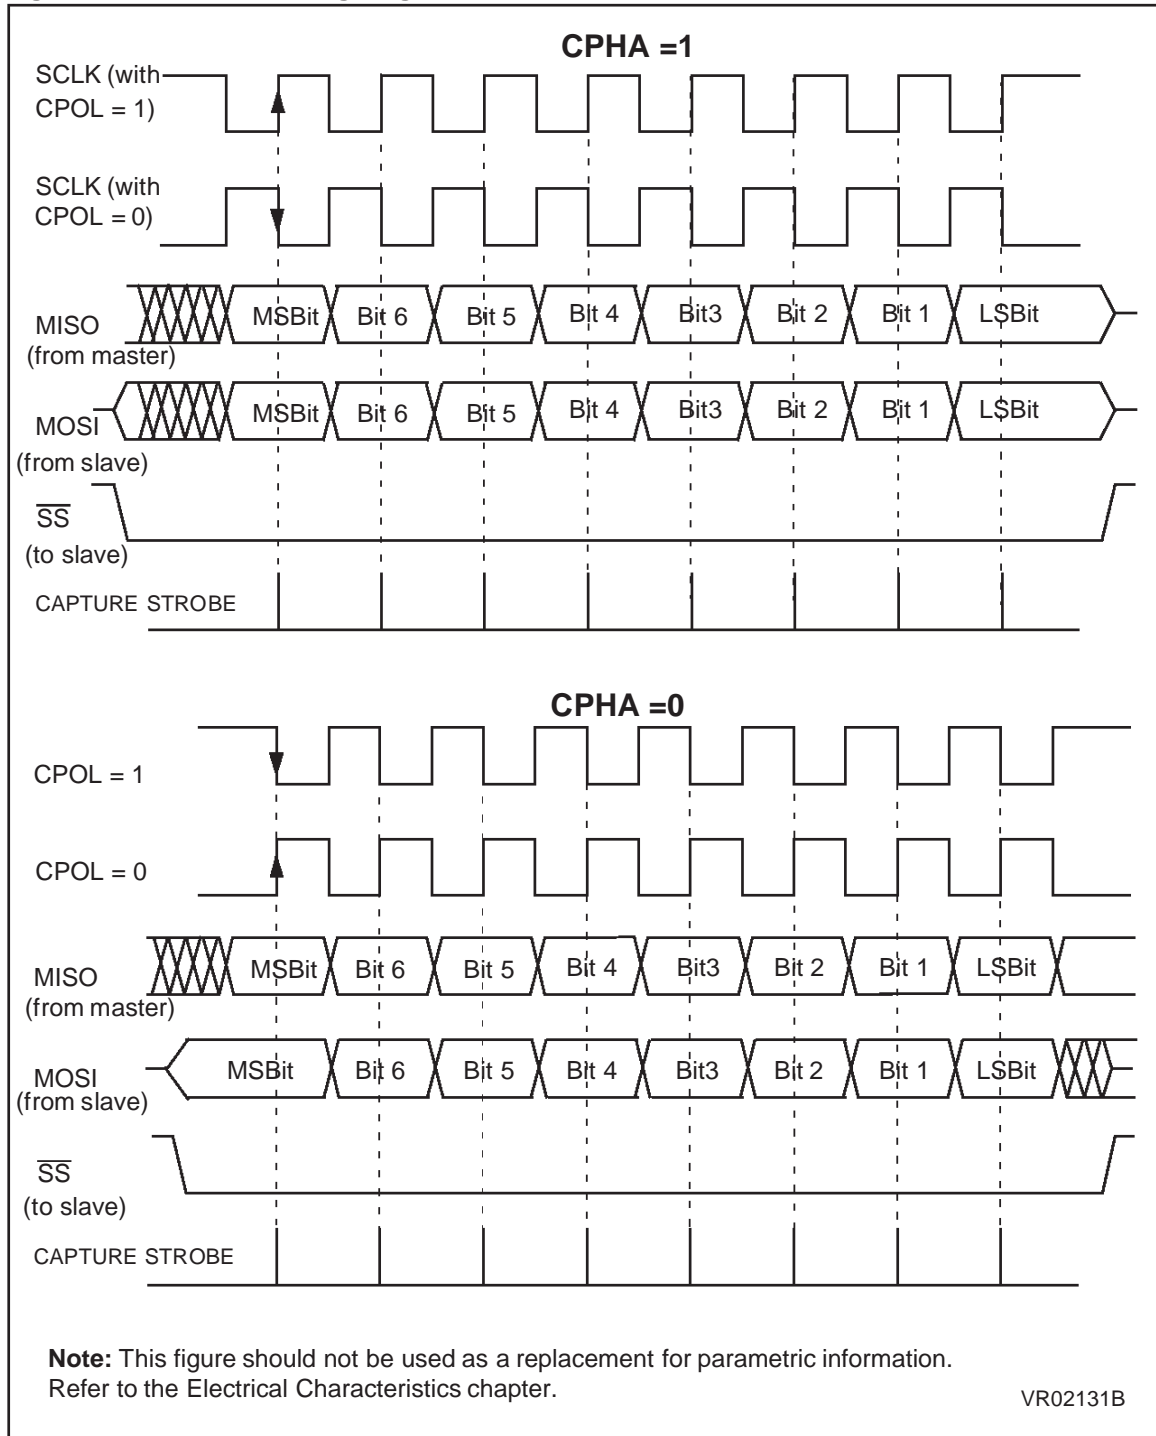 CPHA =1
SCLK (with
CPOL = 1)
SCLK (with
CPOL = 0)
MISO
(from master)
MSBit Bit 6 Bit 5 Bit 4 Bit3 Bit 2 Bit 1 LSBit
MOSI
(from slave)
MSBit Bit 6 Bit 5 Bit 4 Bit3 Bit 2 Bit 1 LSBit
SS
(to slave)
CAPTURE STROBE
CPHA =0
CPOL = 1
CPOL = 0
MISO
(from master)
MSBit Bit 6 Bit 5 Bit 4 Bit3 Bit 2 Bit 1 LSBit
MOSI
(from slave)
MSBit Bit 6 Bit 5 Bit 4 Bit3 Bit 2 Bit 1 LSBit
SS
(to slave)
CAPTURE STROBE
Note: This figure should not be used as a replacement for parametric information.
Refer to the Electrical Characteristics chapter.
VR02131B